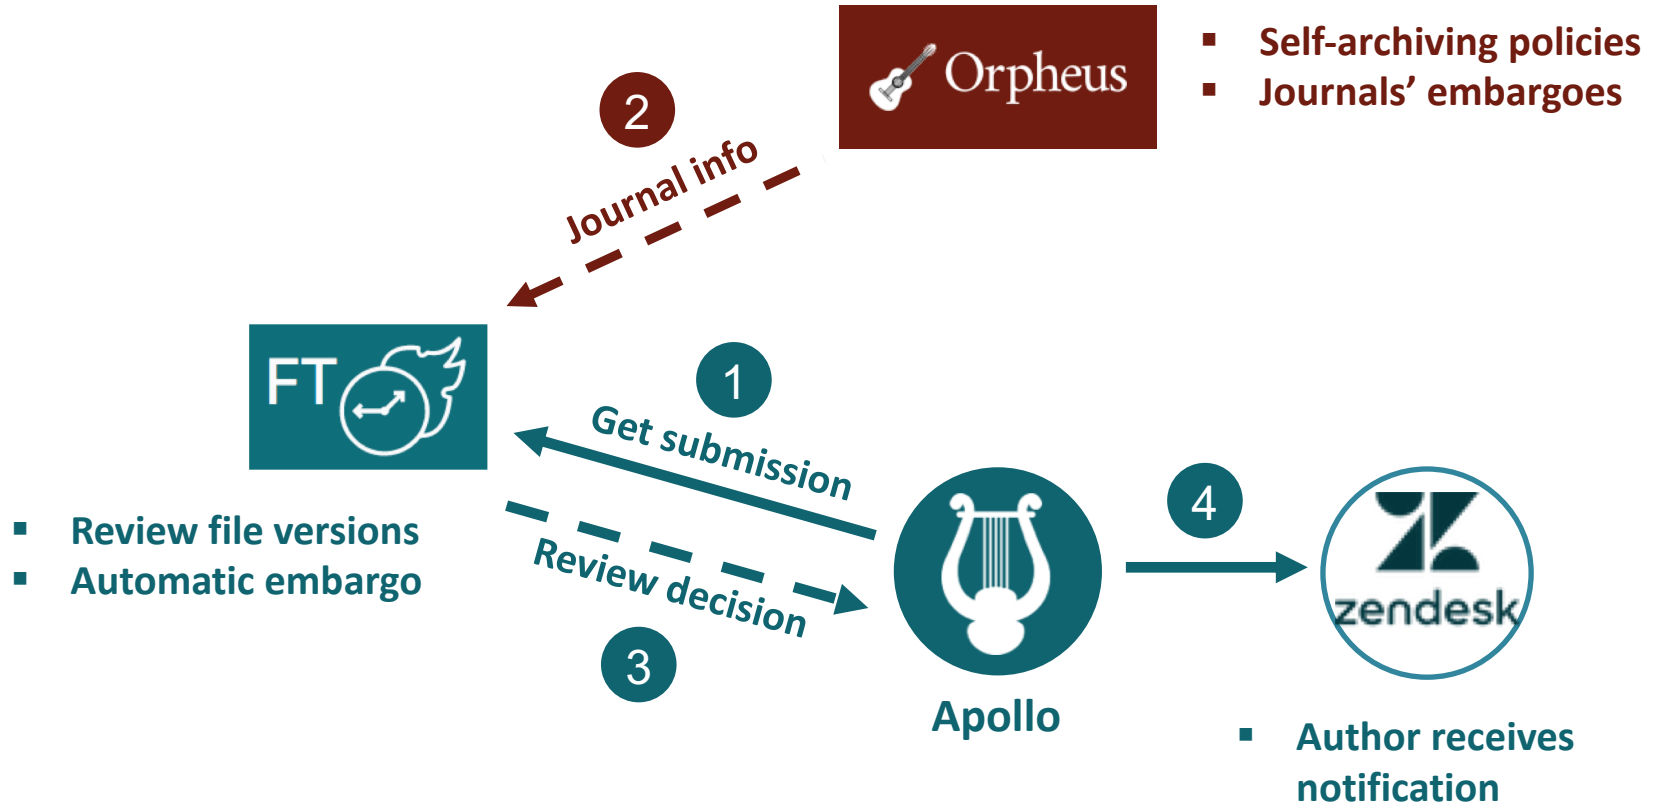 Orpheus
▪ Self-archiving policies
▪ Journals’ embargoes
2
Journal info
FT
1
Get submission
▪ Review file versions
▪ Automatic embargo
Review decision
3
4
zendesk
Apollo
▪ Author receives
notification